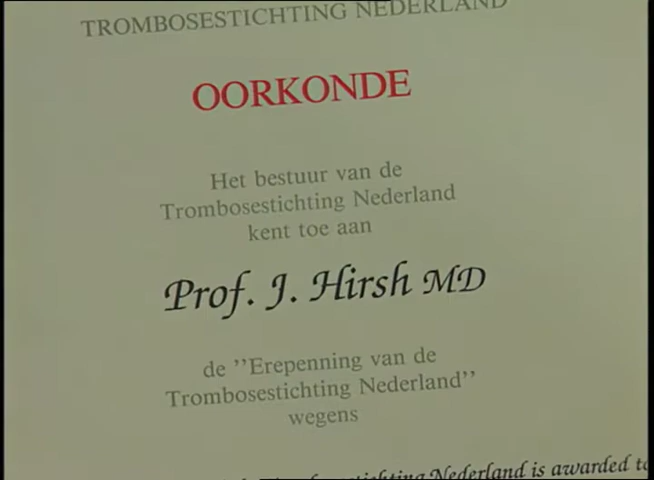 TROMBOSESTICHTING NEDERLAND
OORKONDE
Het bestuur van de
Trombosestichting Nederland
kent toe aan
Prof. J. Hirsh MD
de ''Erepenning van de
Trombosestichting Nederland''
wegens
Nederland is awarded to